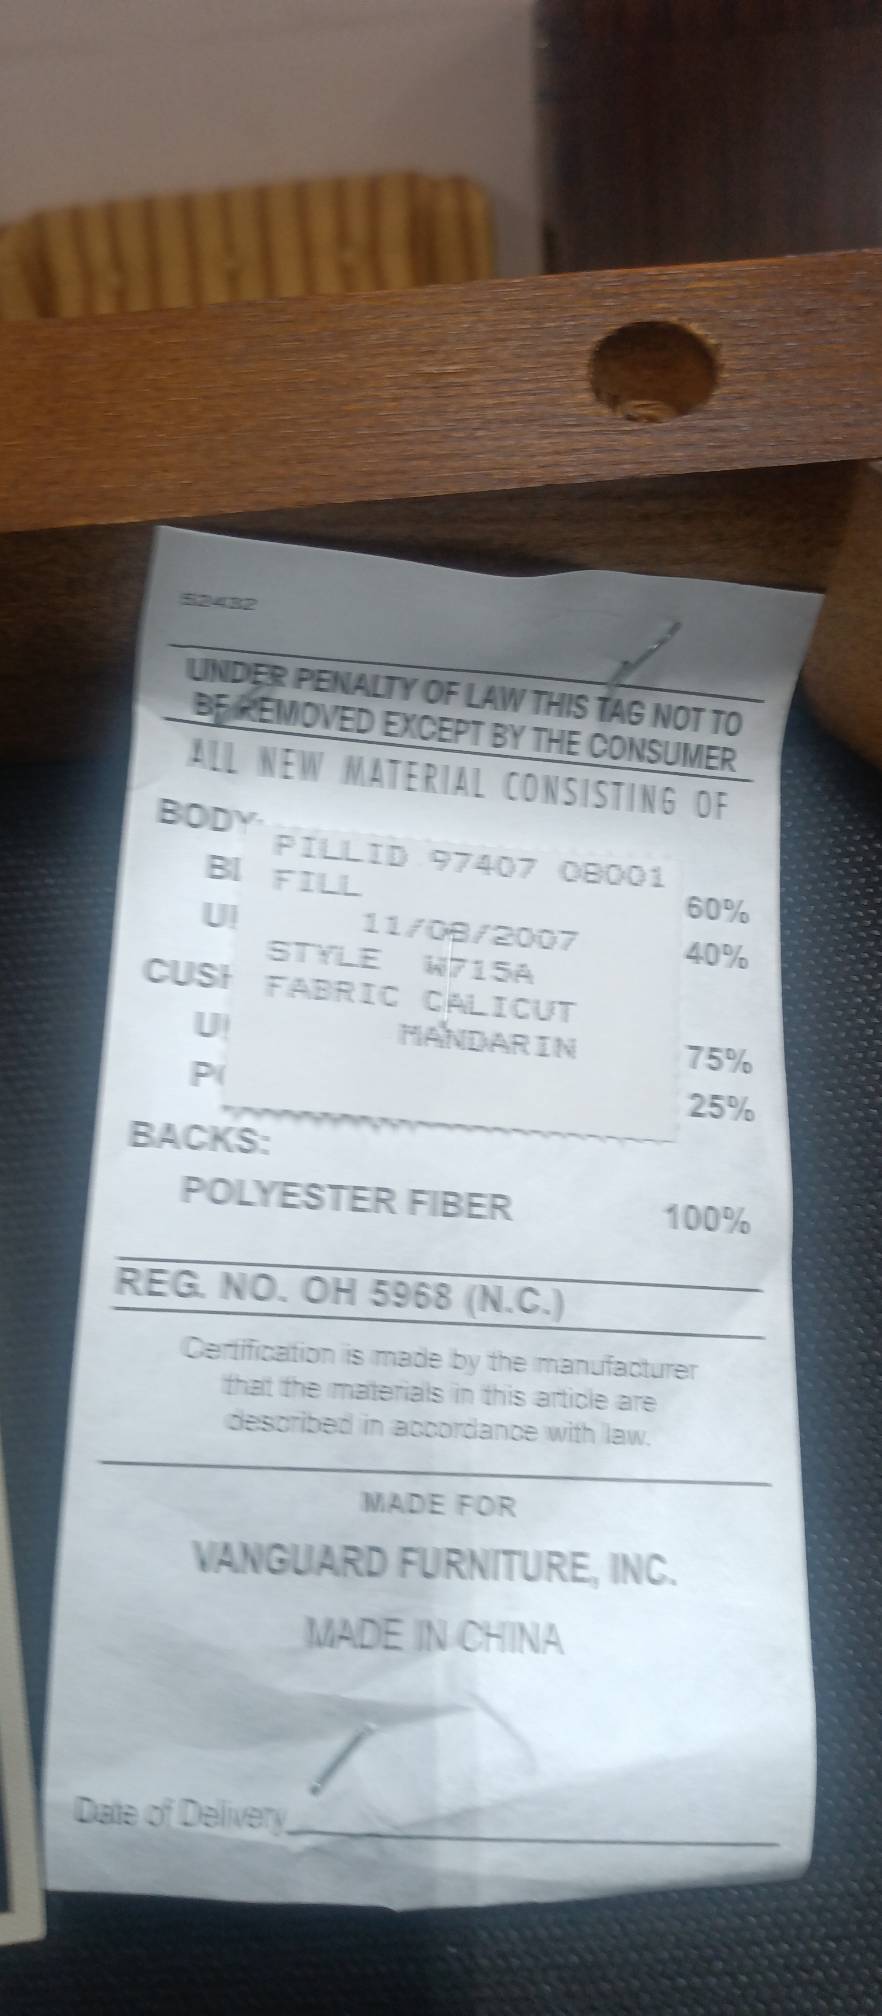 52432
UNDER PENALTY OF LAW THIS TAG NOT TO
BE REMOVED EXCEPT BY THE CONSUMER
ALL NEW MATERIAL CONSISTING OF
BODY:
PILLID 97407 08001
FILL
60%
11/08/2007
40%
STYLE W715A
FABRIC CALICUT
MANDARIN
75%
25%
BACKS:
POLYESTER FIBER 100%
REG. NO. OH 5968 (N.C.)
Certification is made by the manufacturer
that the materials in this article are
described in accordance with law.
MADE FOR
VANGUARD FURNITURE, INC.
MADE IN CHINA
Date of Delivery